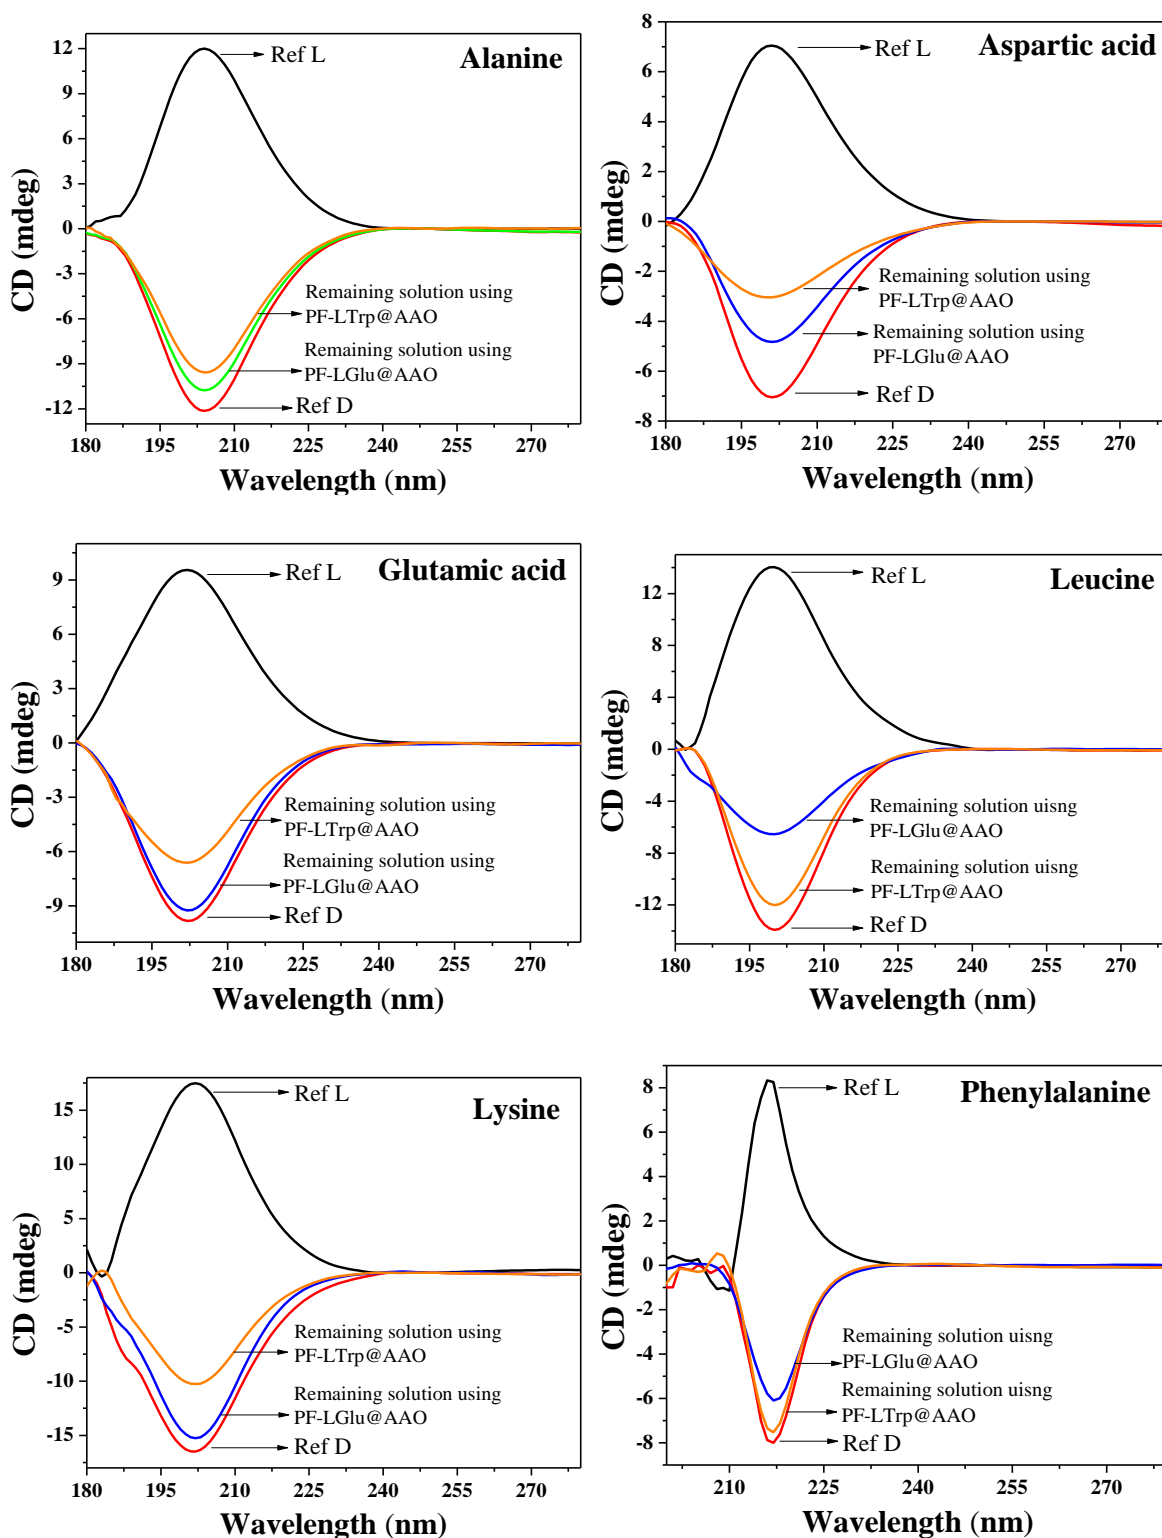 Alanine
Ref L
Remaining solution using
PF-LTrp@AAO
Remaining solution using
PF-LGlu@AAO
Ref D
CD (mdeg)
12
9
6
3
0
-3
-6
-9
-12
180 195 210 225 240 255 270
Wavelength (nm)
Aspartic acid
Ref L
Remaining solution using
PF-LTrp@AAO
Remaining solution using
PF-LGlu@AAO
Ref D
CD (mdeg)
8
6
4
2
0
-2
-4
-6
-8
180 195 210 225 240 255 270
Wavelength (nm)
Glutamic acid
Ref L
Remaining solution using
PF-LTrp@AAO
Remaining solution using
PF-LGlu@AAO
Ref D
CD (mdeg)
9
6
3
0
-3
-6
-9
180 195 210 225 240 255 270
Wavelength (nm)
Leucine
Ref L
Remaining solution uisng
PF-LGlu@AAO
Remaining solution uisng
PF-LTrp@AAO
Ref D
CD (mdeg)
12
8
4
0
-4
-8
-12
180 195 210 225 240 255 270
Wavelength (nm)
Lysine
Ref L
Remaining solution using
PF-LTrp@AAO
Remaining solution using
PF-LGlu@AAO
Ref D
CD (mdeg)
15
10
5
0
-5
-10
-15
180 195 210 225 240 255 270
Wavelength (nm)
Phenylalanine
Ref L
Remaining solution uisng
PF-LGlu@AAO
Remaining solution uisng
PF-LTrp@AAO
Ref D
CD (mdeg)
8
6
4
2
0
-2
-4
-6
-8
210 225 240 255 270
Wavelength (nm)